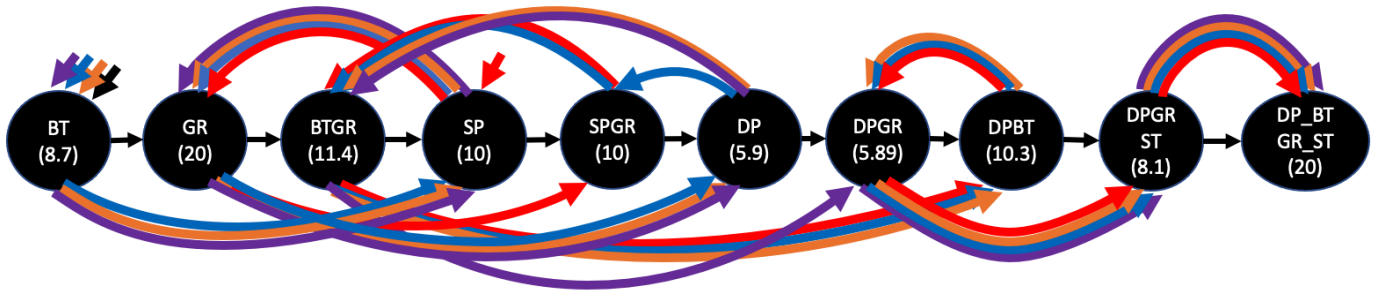 BT
(8.7)
GR
(20)
BTGR
(11.4)
SP
(10)
SPGR
(10)
DP
(5.9)
DPGR
(5.89)
DPBT
(10.3)
DPGR
ST
(8.1)
DP_BT
GR_ST
(20)